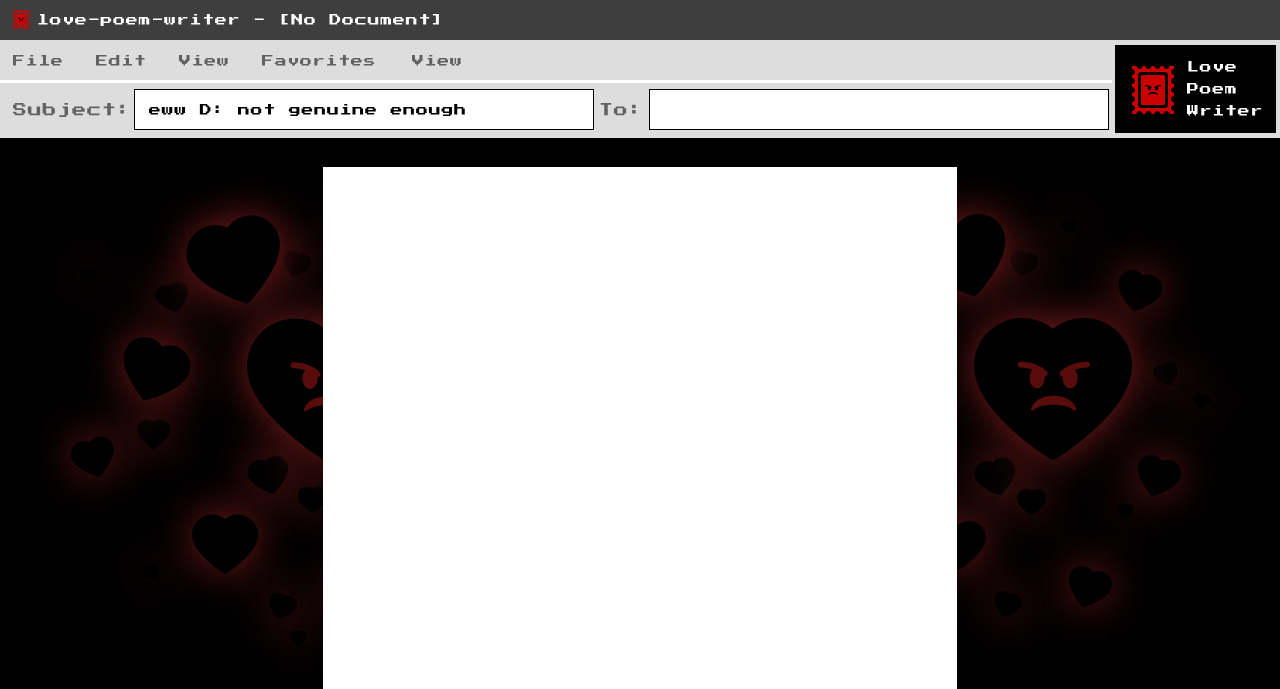 love-poem-writer - [No Document]
File Edit View Favorites View
Love
Poem
Writer
Subject: eww D: not genuine enough To: